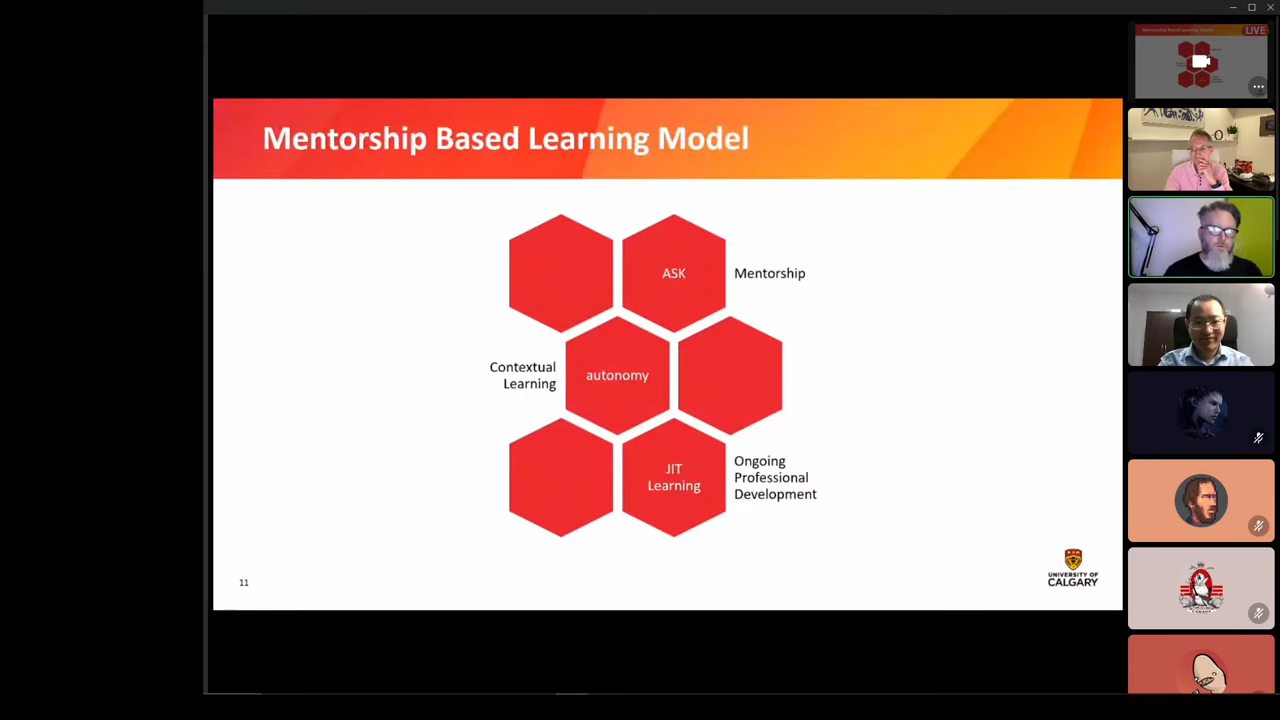 Mentorship Based Learning Model
LIVE
ASK
Mentorship
Contextual
Learning
autonomy
JIT
Learning
Ongoing
Professional
Development
11
UNIVERSITY OF
CALGARY